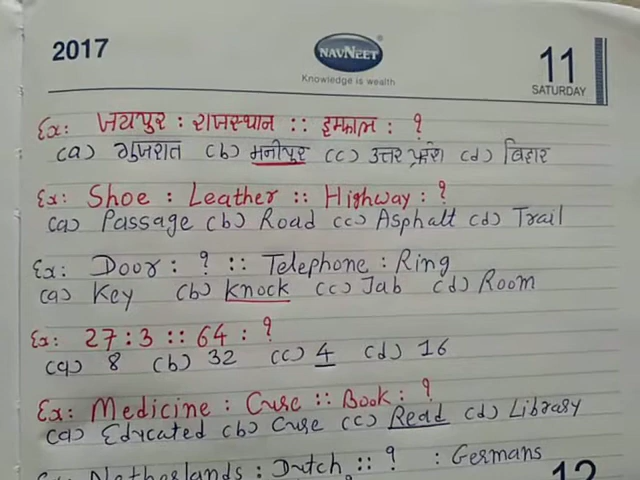 2017
NAVNEET
Knowledge is wealth
11
SATURDAY
Ex: जयपुर : राजस्थान :: इम्फाल : ?
(a) गुजरात (b) मनीपुर (c) उत्तर प्रदेश (d) बिहार
Ex: Shoe : Leather :: Highway : ?
(a) Passage (b) Road (c) Asphalt (d) Trail
Ex: Door : ? :: Telephone : Ring
(a) Key (b) Knock (c) Jab (d) Room
Ex: 27 : 3 :: 64 : ?
(a) 8 (b) 32 (c) 4 (d) 16
Ex: Medicine : Cure :: Book : ?
(a) Educated (b) Cure (c) Read (d) Library
Netherlands : Dutch :: ? : Germans
12